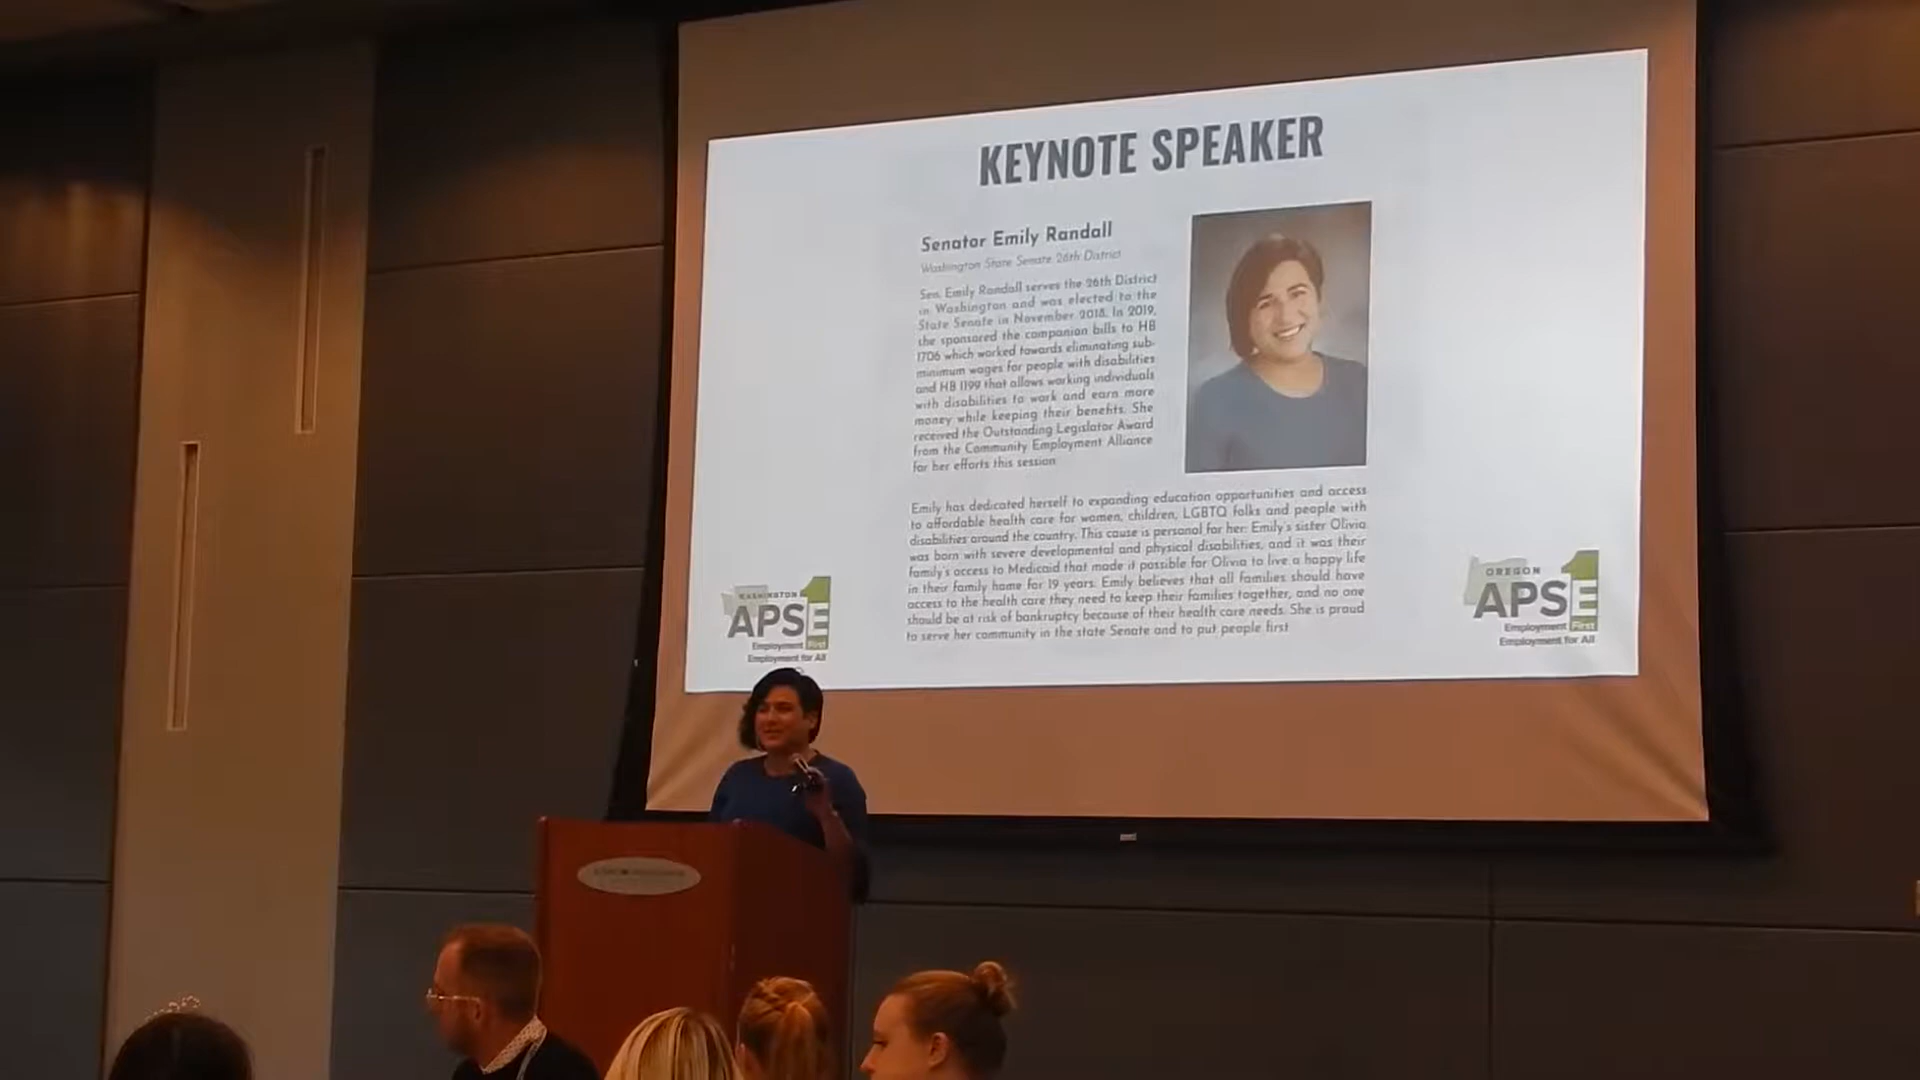 KEYNOTE SPEAKER
Senator Emily Randall
Washington State Senate 26th District
Sen. Emily Randall serves the 26th District
in Washington and was elected to the
State Senate in November 2018. In 2019,
she sponsored the companion bills to HB
1706 which worked towards eliminating sub-
minimum wages for people with disabilities
and HB 1199 that allows working individuals
with disabilities to work and earn more
money while keeping their benefits. She
received the Outstanding Legislator Award
from the Community Employment Alliance
for her efforts this session
Emily has dedicated herself to expanding education opportunities and access
to affordable health care for women, children, LGBTQ folks and people with
disabilities around the country. This cause is personal for her: Emily's sister Olivia
was born with severe developmental and physical disabilities, and it was their
family's access to Medicaid that made it possible for Olivia to live a happy life
in their family home for 19 years. Emily believes that all families should have
access to the health care they need to keep their families together, and no one
should be at risk of bankruptcy because of their health care needs. She is proud
to serve her community in the state Senate and to put people first
WASHINGTON
APSE
Employment First
Employment for All
OREGON
APSE
Employment First
Employment for All